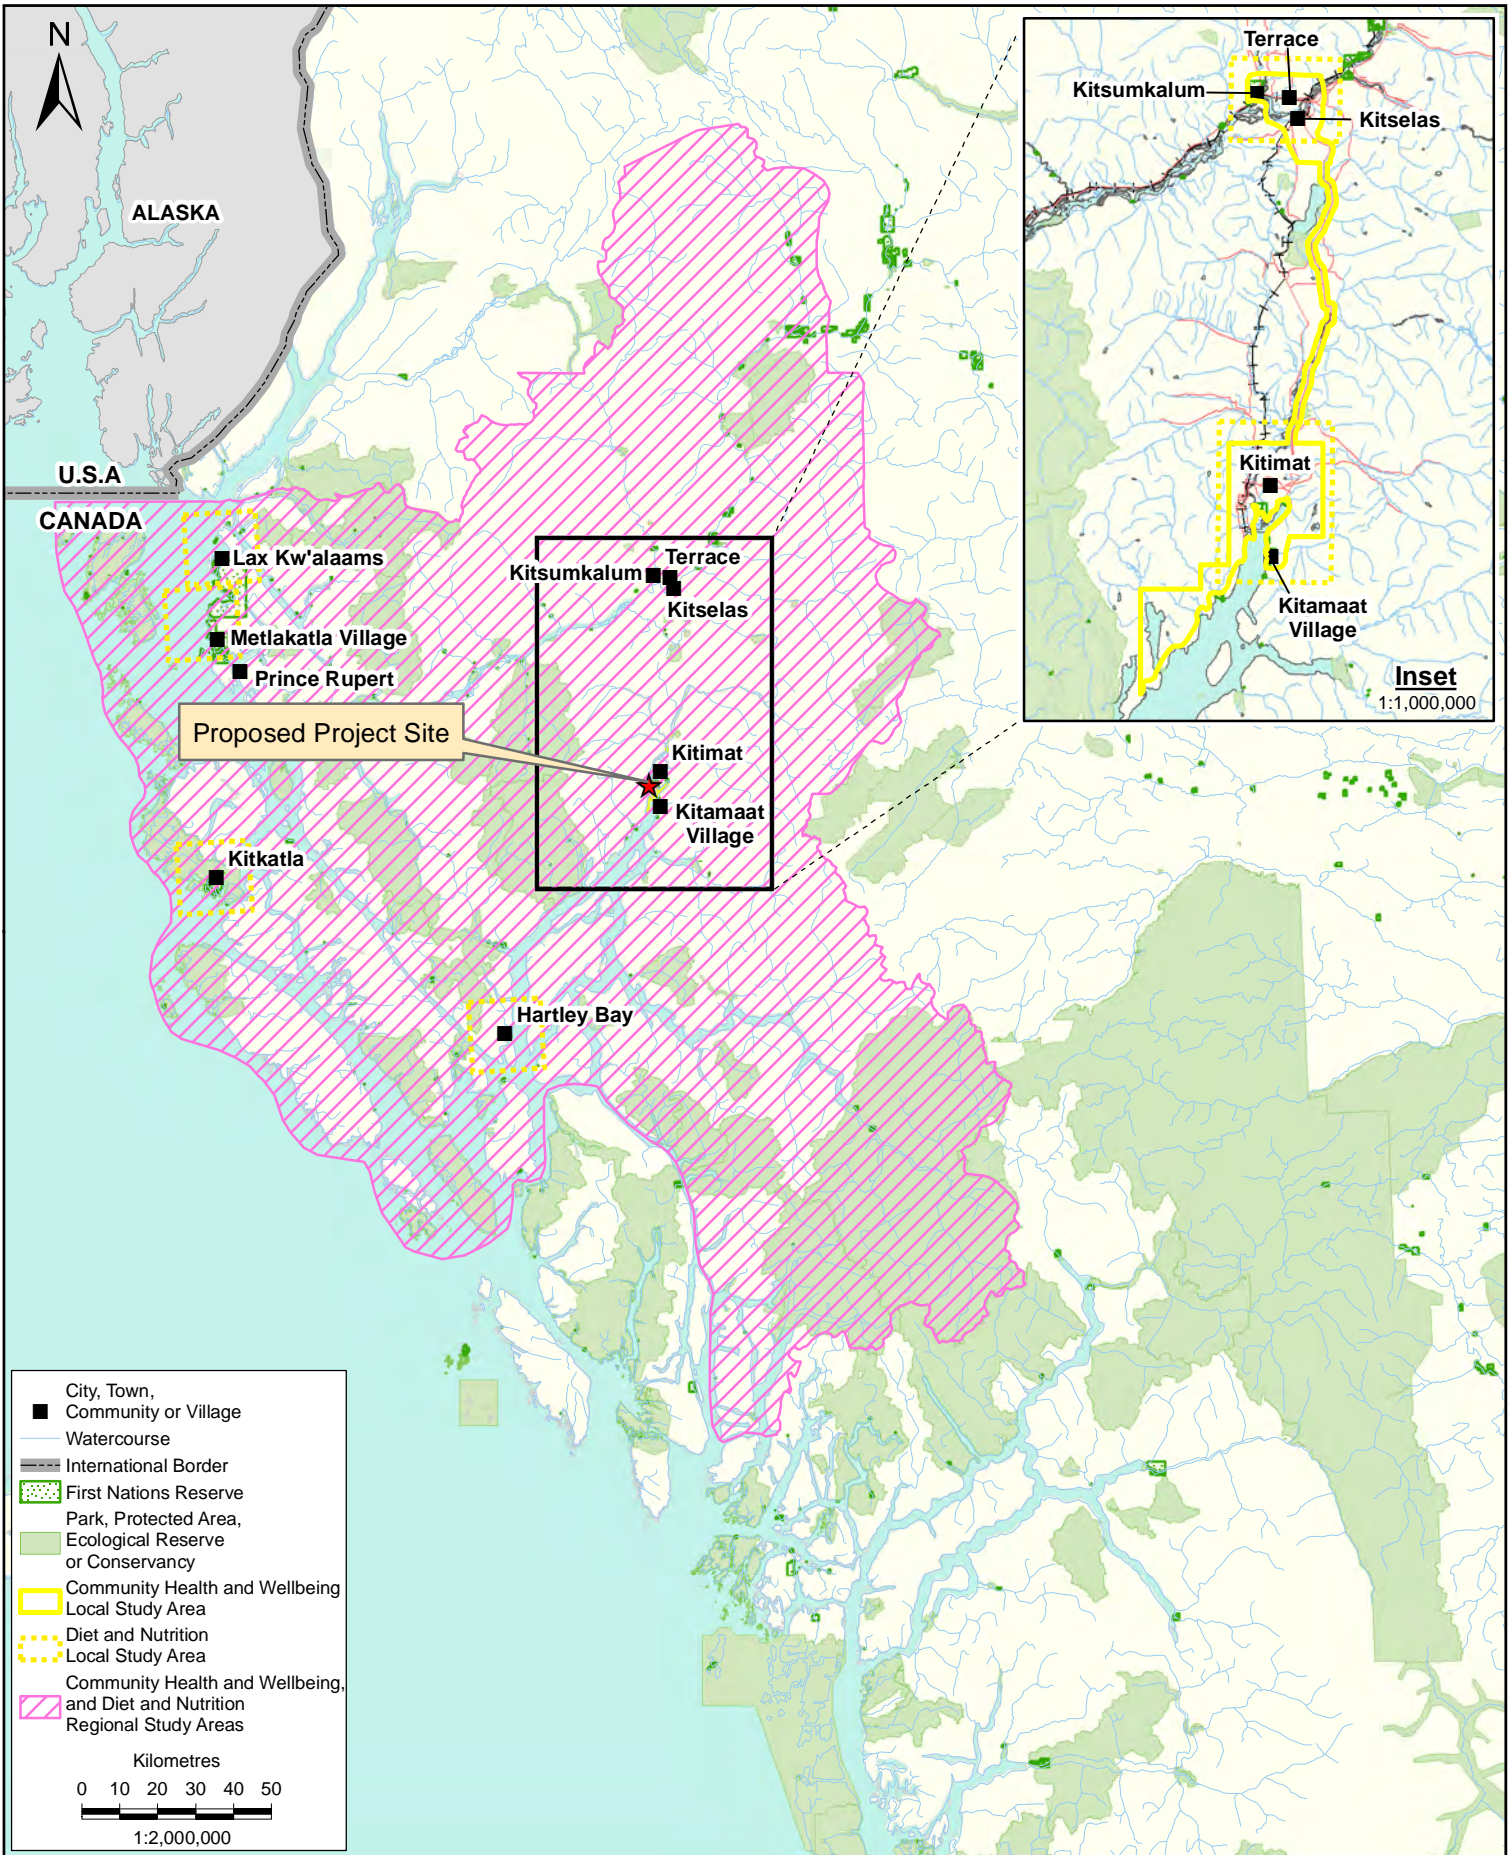 N
ALASKA
U.S.A
CANADA
Lax Kw'alaams
Metlakatla Village
Prince Rupert
Kitsumkalum
Terrace
Kitselas
Proposed Project Site
Kitimat
Kitamaat
Village
Kitkatla
Hartley Bay
Terrace
Kitsumkalum
Kitselas
Kitimat
Kitamaat
Village
Inset
1:1,000,000
City, Town,
Community or Village
Watercourse
International Border
First Nations Reserve
Park, Protected Area,
Ecological Reserve
or Conservancy
Community Health and Wellbeing
Local Study Area
Diet and Nutrition
Local Study Area
Community Health and Wellbeing,
and Diet and Nutrition
Regional Study Areas
Kilometres
0 10 20 30 40 50
1:2,000,000